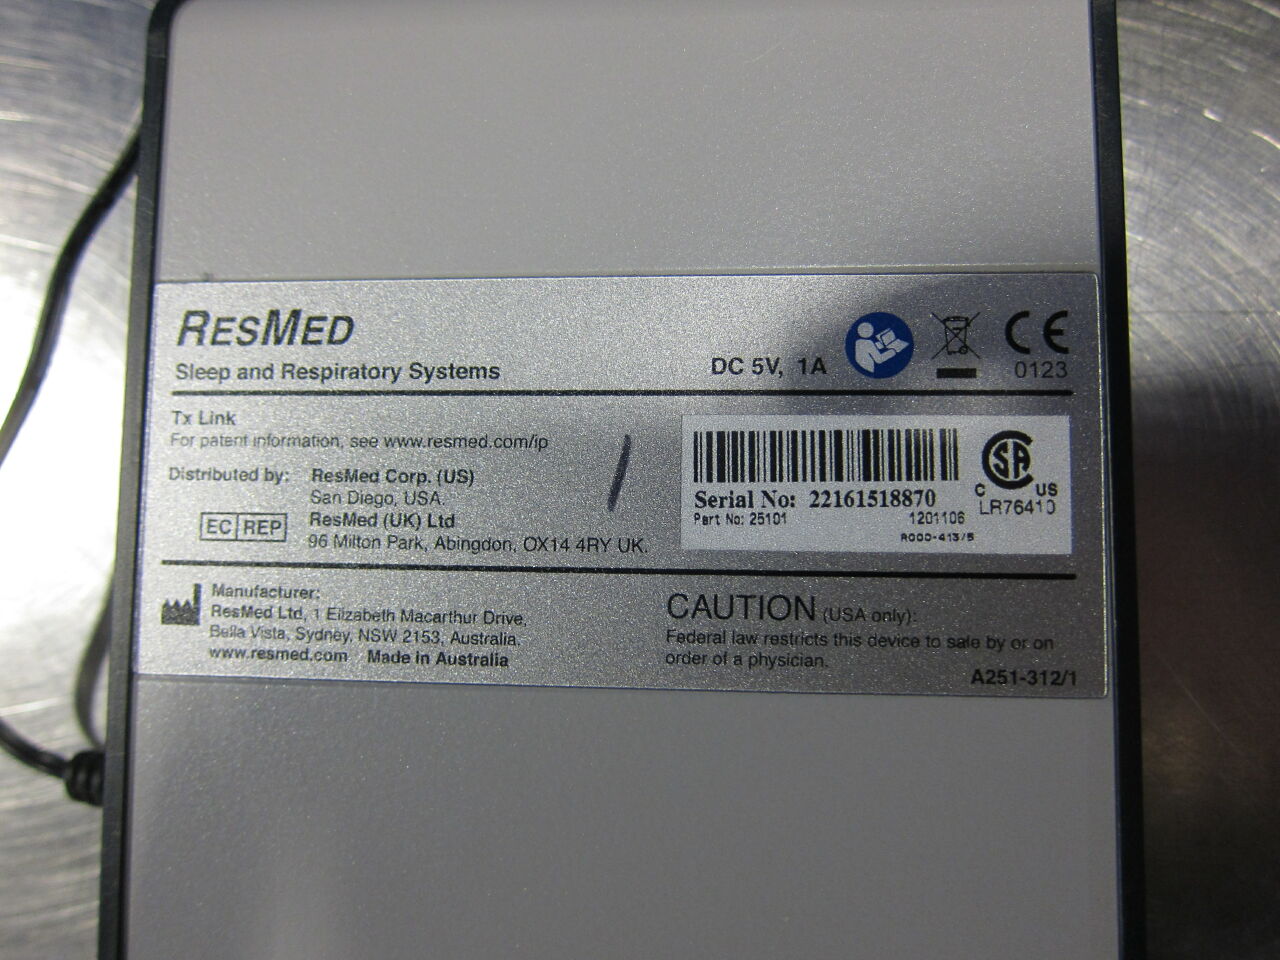 RESMED
Sleep and Respiratory Systems
DC 5V, 1A
CE
0123
Tx Link
For patent information, see www.resmed.com/ip
Distributed by: ResMed Corp. (US)
San Diego, USA.
EC REP ResMed (UK) Ltd
96 Milton Park, Abingdon, OX14 4RY UK.
Serial No: 22161518870
Part No: 25101 1201106
R000-413/5
SA
C US
LR76410
Manufacturer:
ResMed Ltd, 1 Elizabeth Macarthur Drive,
Bella Vista, Sydney, NSW 2153, Australia.
www.resmed.com Made in Australia
CAUTION (USA only):
Federal law restricts this device to sale by or on
order of a physician.
A251-312/1